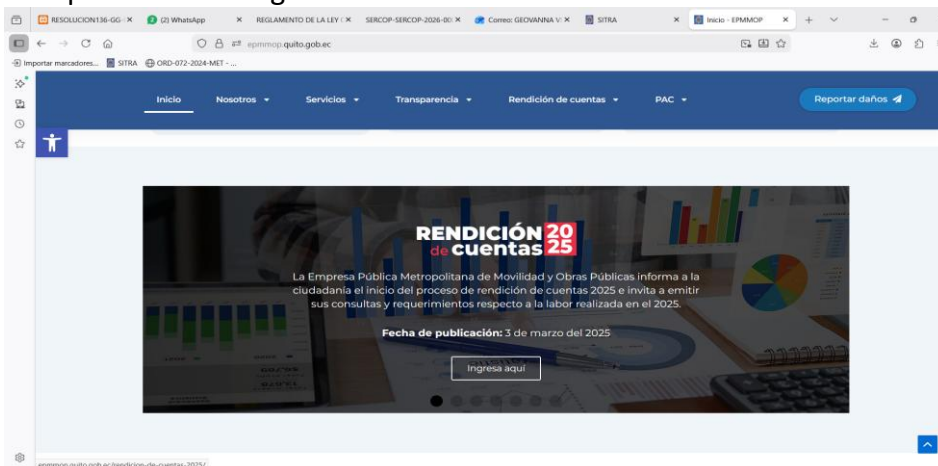 RESOLUCION136-GG
(2) WhatsApp
REGLAMENTO DE LA LEY
SERCOP-SERCOP-2026-00
Correo: GEOVANNA V
SITRA
Inicio - EPMMOP
epmmop.quito.gob.ec
Importar marcadores...
SITRA
ORD-072-2024-MET - ...
Inicio
Nosotros
Servicios
Transparencia
Rendición de cuentas
PAC
Reportar daños
RENDICIÓN 20
de cuentas 25
La Empresa Pública Metropolitana de Movilidad y Obras Públicas informa a la
ciudadanía el inicio del proceso de rendición de cuentas 2025 e invita a emitir
sus consultas y requerimientos respecto a la labor realizada en el 2025.
Fecha de publicación: 3 de marzo del 2025
Ingresa aquí
epmmop.quito.gob.ec/rendicion-de-cuentas-2025/